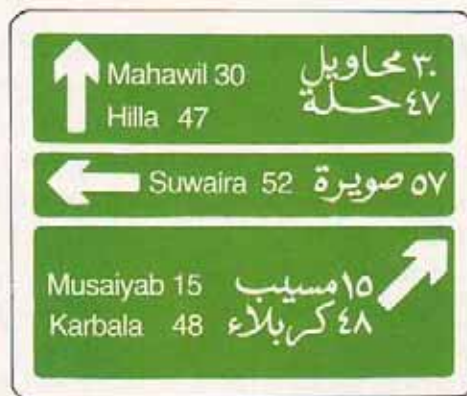 Mahawil 30 ٣٠ محاويل
Hilla 47 ٤٧ حلة
Suwaira 52 ٥٧ صويرة
Musaiyab 15 ١٥ مسيب
Karbala 48 ٤٨ كربلاء